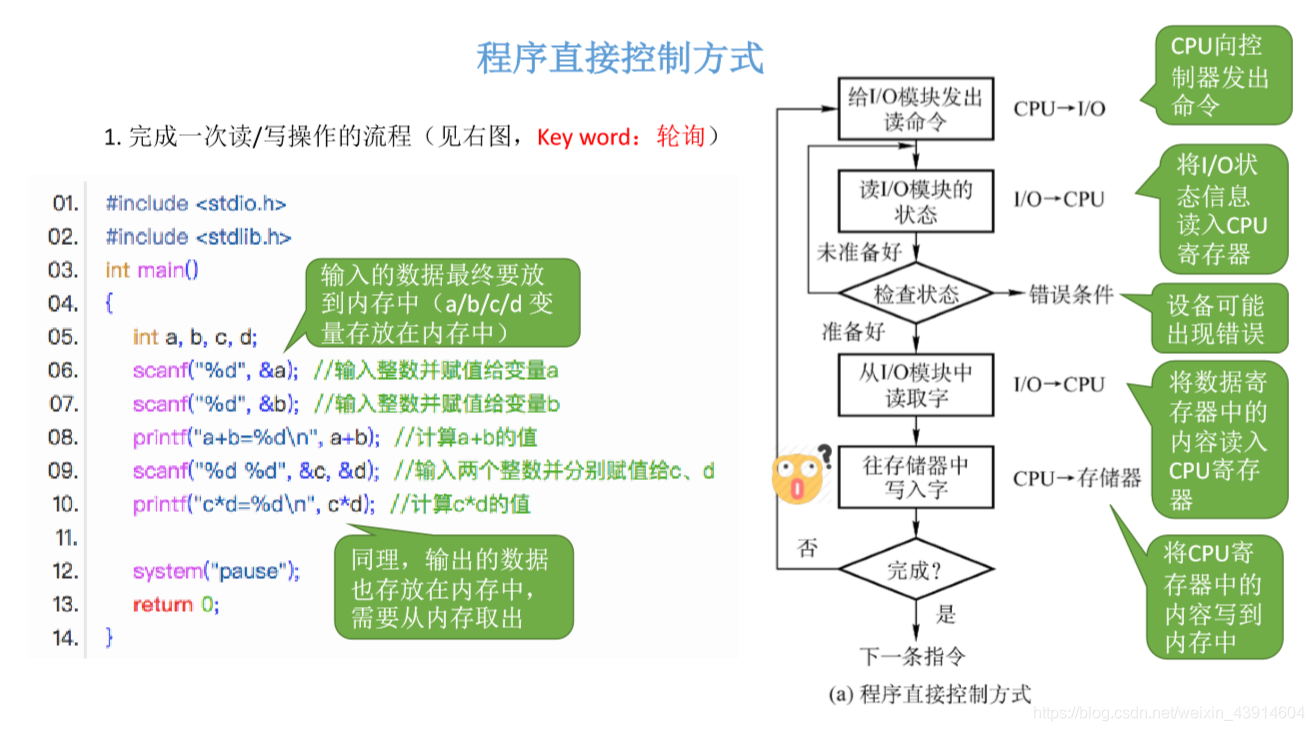 程序直接控制方式
1. 完成一次读/写操作的流程（见右图，Key word：轮询）
01. #include <stdio.h>
02. #include <stdlib.h>
03. int main()
04. {
05. int a, b, c, d;
06. scanf("%d", &a); //输入整数并赋值给变量a
07. scanf("%d", &b); //输入整数并赋值给变量b
08. printf("a+b=%d\n", a+b); //计算a+b的值
09. scanf("%d %d", &c, &d); //输入两个整数并分别赋值给c、d
10. printf("c*d=%d\n", c*d); //计算c*d的值
11.
12. system("pause");
13. return 0;
14. }
输入的数据最终要放
到内存中（a/b/c/d 变
量存放在内存中）
同理，输出的数据
也存放在内存中，
需要从内存取出
给I/O模块发出
读命令
CPU→I/O
CPU向控
制器发出
命令
读I/O模块的
状态
I/O→CPU
将I/O状
态信息
读入CPU
寄存器
未准备好
检查状态
错误条件
设备可能
出现错误
准备好
从I/O模块中
读取字
I/O→CPU
将数据寄
存器中的
内容读入
CPU寄存
器
往存储器中
写入字
CPU→存储器
将CPU寄
存器中的
内容写到
内存中
?
否
完成?
是
下一条指令
(a) 程序直接控制方式
https://blog.csdn.net/weixin_43914604